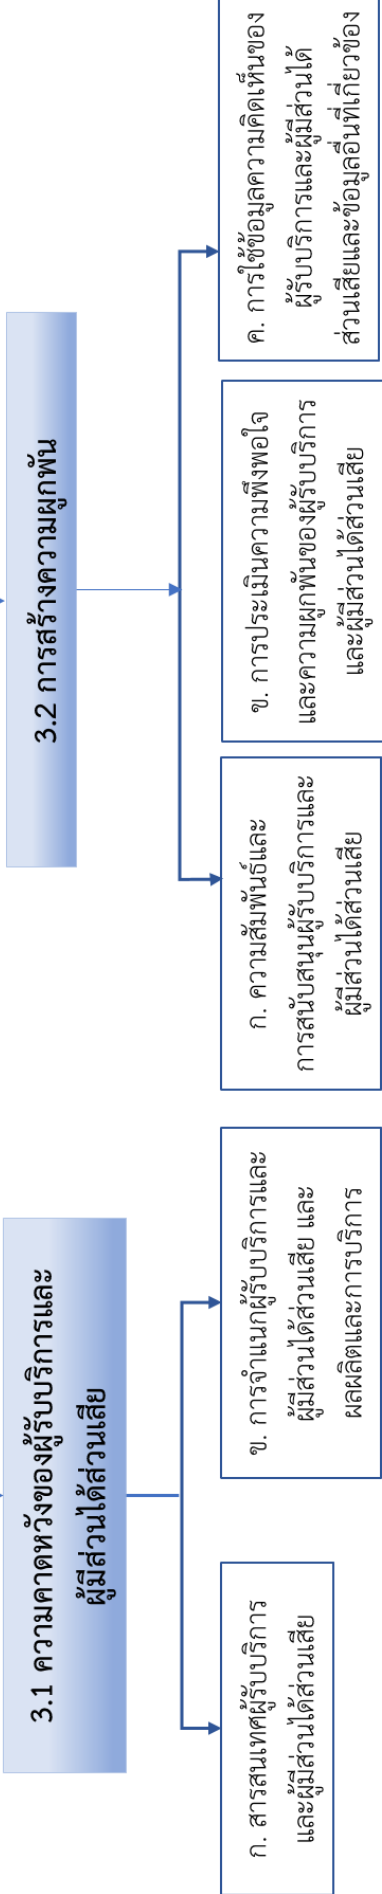 3.1 ความคาดหวังของผู้รับบริการและ
ผู้มีส่วนได้ส่วนเสีย
3.2 การสร้างความผูกพัน
ก. สารสนเทศผู้รับบริการ
และผู้มีส่วนได้ส่วนเสีย
ข. การจำแนกผู้รับบริการและ
ผู้มีส่วนได้ส่วนเสีย และ
ผลผลิตและการบริการ
ก. ความสัมพันธ์และ
การสนับสนุนผู้รับบริการและ
ผู้มีส่วนได้ส่วนเสีย
ข. การประเมินความพึงพอใจ
และความผูกพันของผู้รับบริการ
และผู้มีส่วนได้ส่วนเสีย
ค. การใช้ข้อมูลความคิดเห็นของ
ผู้รับบริการและผู้มีส่วนได้
ส่วนเสียและข้อมูลอื่นที่เกี่ยวข้อง